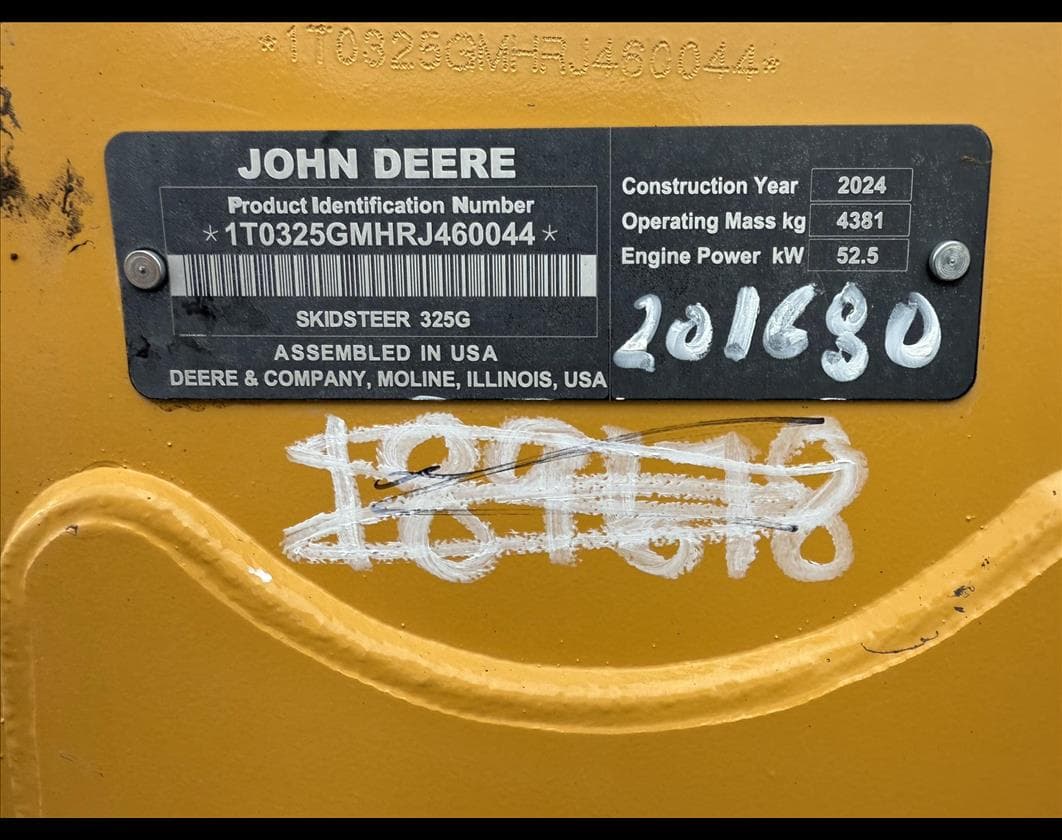 *1T0325GMHRJ460044*
JOHN DEERE
Product Identification Number
*1T0325GMHRJ460044*
SKIDSTEER 325G
ASSEMBLED IN USA
DEERE & COMPANY, MOLINE, ILLINOIS, USA
Construction Year 2024
Operating Mass kg 4381
Engine Power kW 52.5
201680